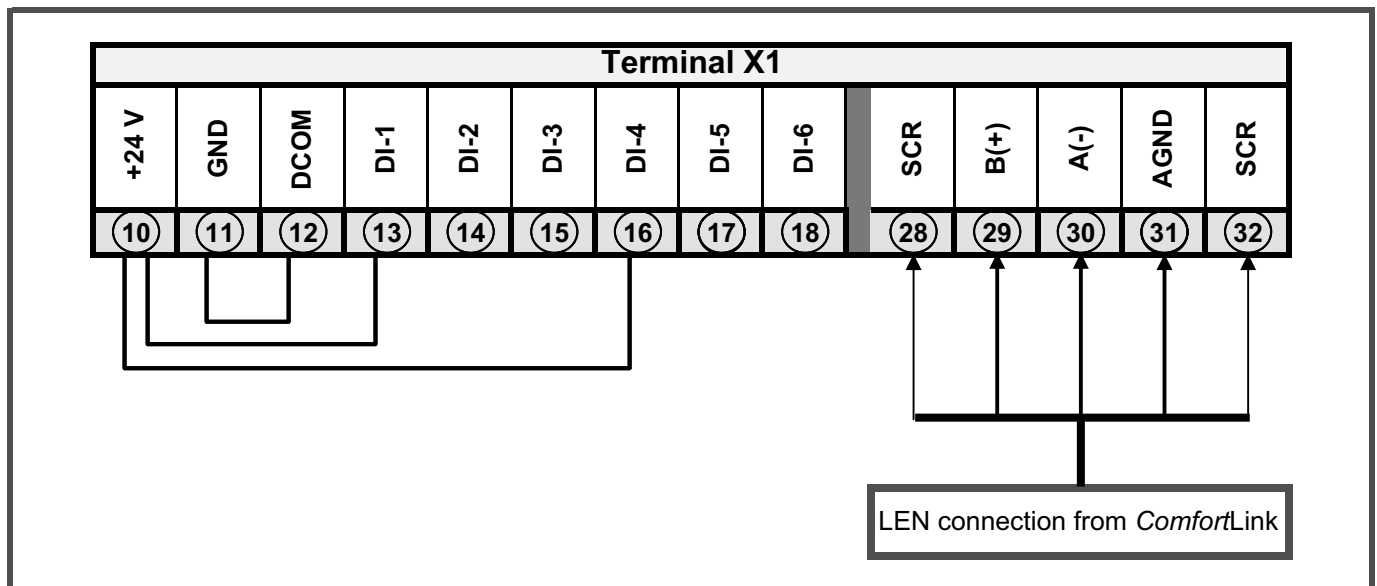 Terminal X1
+24 V GND DCOM DI-1 DI-2 DI-3 DI-4 DI-5 DI-6 SCR B(+) A(-) AGND SCR
10 11 12 13 14 15 16 17 18 28 29 30 31 32
LEN connection from ComfortLink